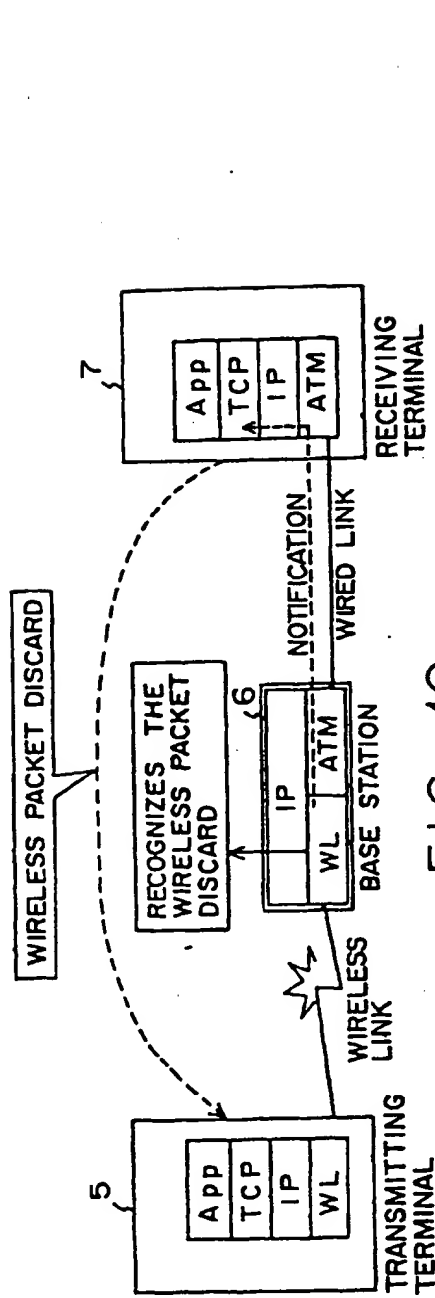 WIRELESS PACKET DISCARD
5
App
TCP
IP
WL
TRANSMITTING
TERMINAL
WIRELESS
LINK
RECOGNIZES THE
WIRELESS PACKET
DISCARD
6
IP
WL
ATM
BASE STATION
NOTIFICATION
WIRED LINK
7
App
TCP
IP
ATM
RECEIVING
TERMINAL